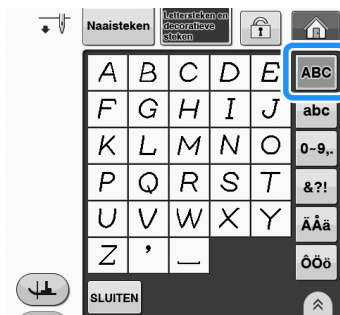 Naaisteken
Lettersteken en
decoratieve
steken
A B C D E
F G H I J
K L M N O
P Q R S T
U V W X Y
Z ' _
ABC
abc
0~9,.
&?!
ÄÅä
ÔÖö
SLUITEN